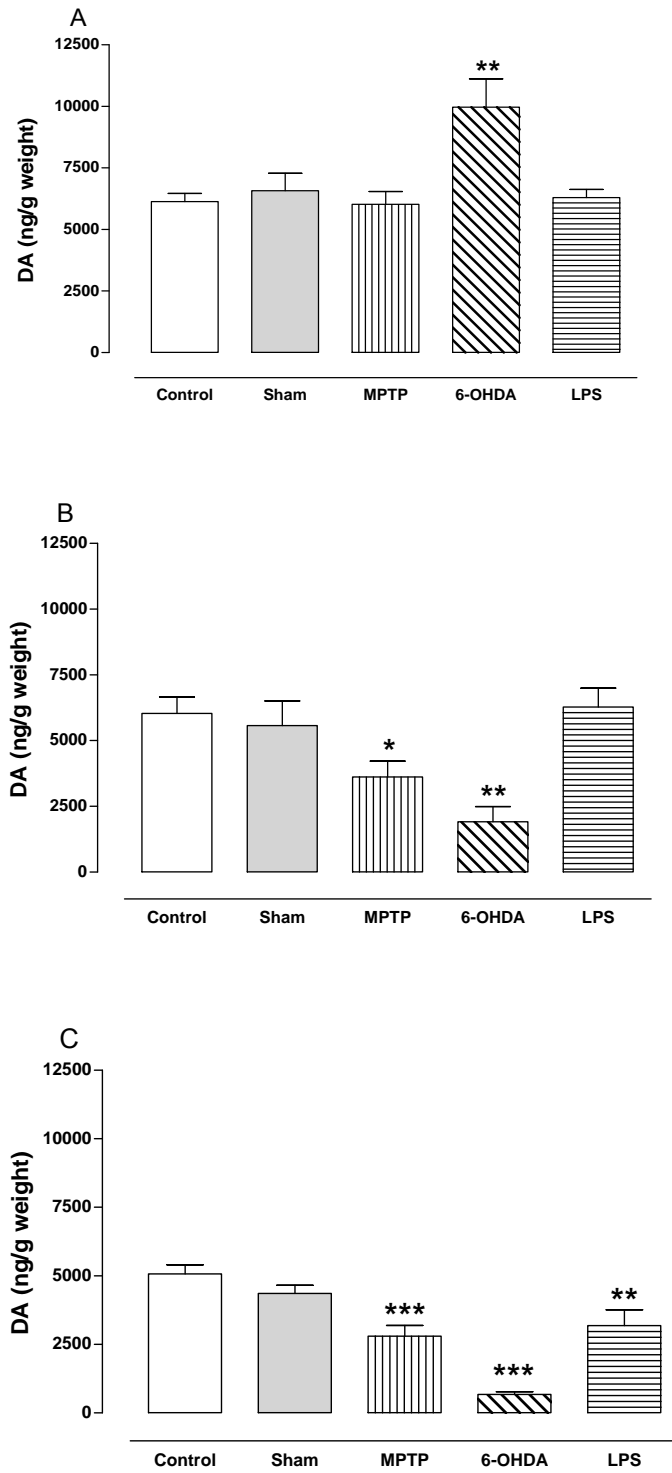 A
DA (ng/g weight)
12500
10000
7500
5000
2500
0
**
Control Sham MPTP 6-OHDA LPS
B
DA (ng/g weight)
12500
10000
7500
5000
2500
0
*
**
Control Sham MPTP 6-OHDA LPS
C
DA (ng/g weight)
12500
10000
7500
5000
2500
0
***
***
**
Control Sham MPTP 6-OHDA LPS